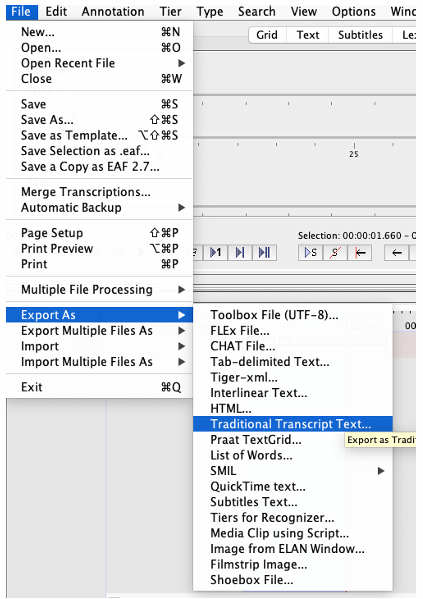 File Edit Annotation Tier Type Search View Options
New... ⌘N
Open... ⌘O
Open Recent File ▶
Close ⌘W
Save ⌘S
Save As... ⇧⌘S
Save as Template... ⌥⇧⌘S
Save Selection as .eaf...
Save a Copy as EAF 2.7...
Merge Transcriptions...
Automatic Backup ▶
Page Setup ⇧⌘P
Print Preview ⌥⌘P
Print ⌘P
Multiple File Processing ▶
Export As ▶
Export Multiple Files As ▶
Import ▶
Import Multiple Files As ▶
Exit ⌘Q
Grid Text Subtitles
25
Selection: 00:00:01.660 - 0
▷S S ←
00
Toolbox File (UTF-8)...
FLEx File...
CHAT File...
Tab-delimited Text...
Tiger-xml...
Interlinear Text...
HTML...
Traditional Transcript Text...
Export as Tradi
Praat TextGrid...
List of Words...
SMIL ▶
QuickTime text...
Subtitles Text...
Tiers for Recognizer...
Media Clip using Script...
Image from ELAN Window...
Filmstrip Image...
Shoebox File...